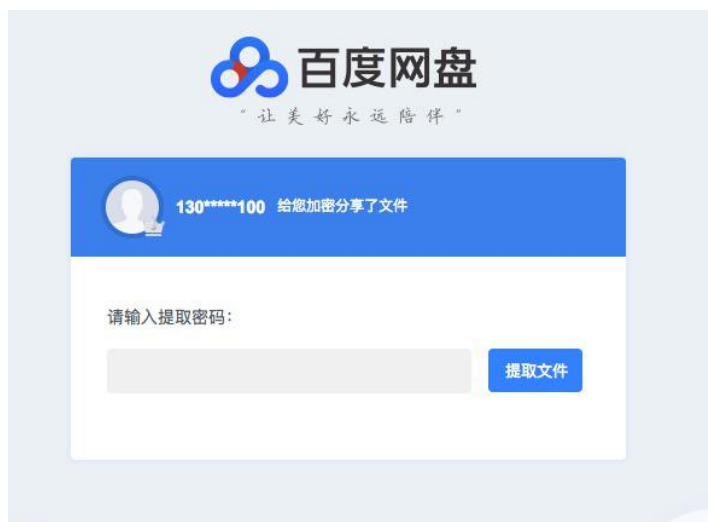 百度网盘
“让美好永远陪伴”
130*****100 给您加密分享了文件
请输入提取密码：
提取文件